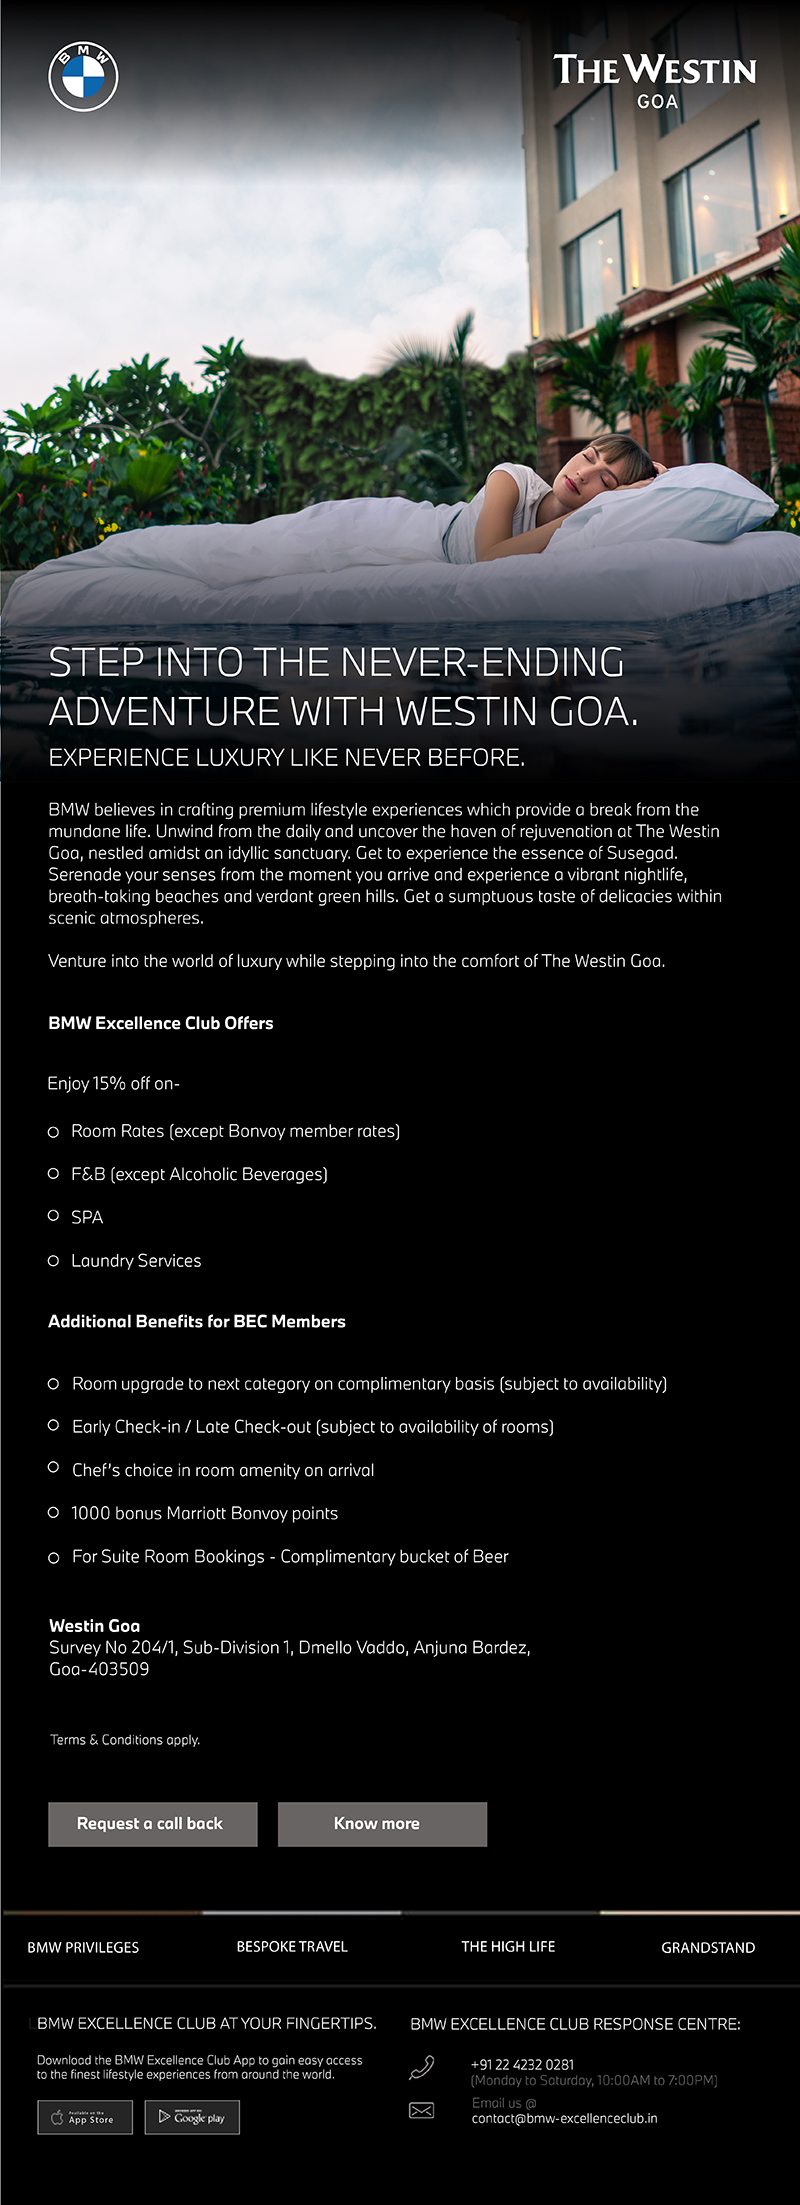 BMW
THE WESTIN
GOA
STEP INTO THE NEVER-ENDING
ADVENTURE WITH WESTIN GOA.
EXPERIENCE LUXURY LIKE NEVER BEFORE.
BMW believes in crafting premium lifestyle experiences which provide a break from the
mundane life. Unwind from the daily and uncover the haven of rejuvenation at The Westin
Goa, nestled amidst an idyllic sanctuary. Get to experience the essence of Susegad.
Serenade your senses from the moment you arrive and experience a vibrant nightlife,
breath-taking beaches and verdant green hills. Get a sumptuous taste of delicacies within
scenic atmospheres.
Venture into the world of luxury while stepping into the comfort of The Westin Goa.
BMW Excellence Club Offers
Enjoy 15% off on-
Room Rates (except Bonvoy member rates)
F&B (except Alcoholic Beverages)
SPA
Laundry Services
Additional Benefits for BEC Members
Room upgrade to next category on complimentary basis (subject to availability)
Early Check-in / Late Check-out (subject to availability of rooms)
Chef's choice in room amenity on arrival
1000 bonus Marriott Bonvoy points
For Suite Room Bookings - Complimentary bucket of Beer
Westin Goa
Survey No 204/1, Sub-Division 1, Dmello Vaddo, Anjuna Bardez,
Goa-403509
Terms & Conditions apply.
Request a call back
Know more
BMW PRIVILEGES
BESPOKE TRAVEL
THE HIGH LIFE
GRANDSTAND
BMW EXCELLENCE CLUB AT YOUR FINGERTIPS.
Download the BMW Excellence Club App to gain easy access
to the finest lifestyle experiences from around the world.
Available on the
App Store
Google play
BMW EXCELLENCE CLUB RESPONSE CENTRE:
+91 22 4232 0281
(Monday to Saturday, 10:00AM to 7:00PM)
Email us @
contact@bmw-excellenceclub.in